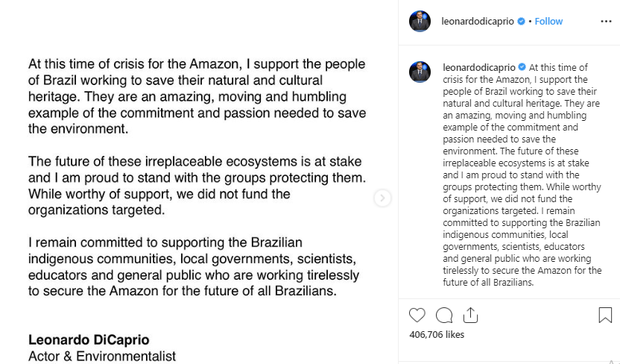 At this time of crisis for the Amazon, I support the people
of Brazil working to save their natural and cultural
heritage. They are an amazing, moving and humbling
example of the commitment and passion needed to save
the environment.
The future of these irreplaceable ecosystems is at stake
and I am proud to stand with the groups protecting them.
While worthy of support, we did not fund the
organizations targeted.
I remain committed to supporting the Brazilian
indigenous communities, local governments, scientists,
educators and general public who are working tirelessly
to secure the Amazon for the future of all Brazilians.
Leonardo DiCaprio
Actor & Environmentalist
leonardodicaprio • Follow
leonardodicaprio At this time of
crisis for the Amazon, I support the
people of Brazil working to save their
natural and cultural heritage. They are
an amazing, moving and humbling
example of the commitment and
passion needed to save the
environment. The future of these
irreplaceable ecosystems is at stake
and I am proud to stand with the
groups protecting them. While worthy
of support, we did not fund the
organizations targeted. I remain
committed to supporting the Brazilian
indigenous communities, local
governments, scientists, educators
and general public who are working
tirelessly to secure the Amazon for the
future of all Brazilians.
406,706 likes